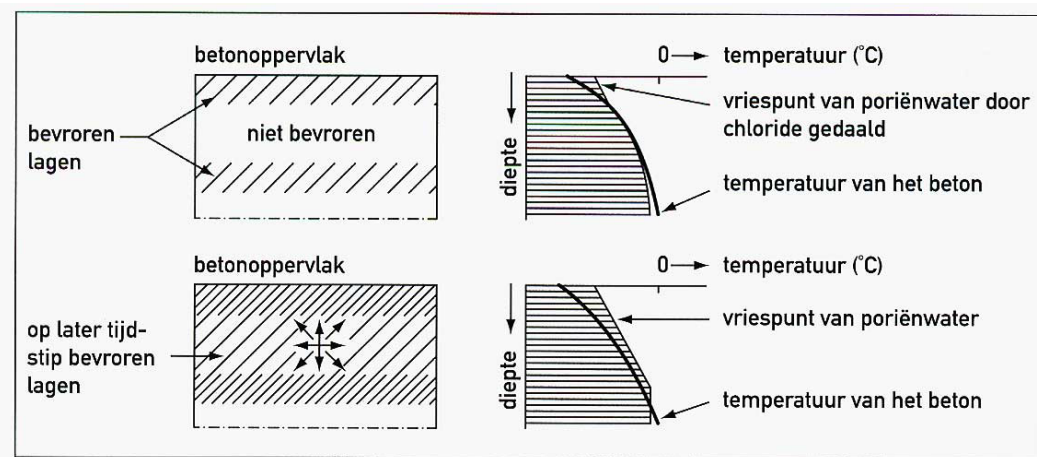 betonoppervlak
bevroren
lagen
niet bevroren
0 → temperatuur (°C)
vriespunt van poriënwater door
chloride gedaald
diepte
temperatuur van het beton
betonoppervlak
op later tijd-
stip bevroren
lagen
0 → temperatuur (°C)
vriespunt van poriënwater
diepte
temperatuur van het beton